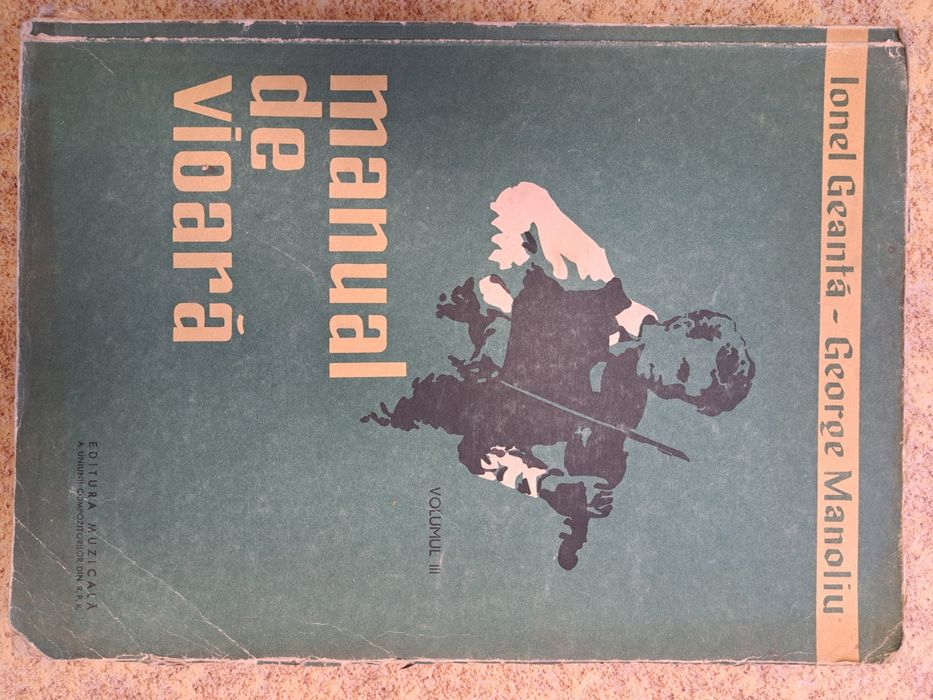 Ionel Geantă - George Manoliu
VOLUMUL III
manual
de
vioară
EDITURA MUZICALĂ
A UNIUNII COMPOZITORILOR DIN R.P.R.